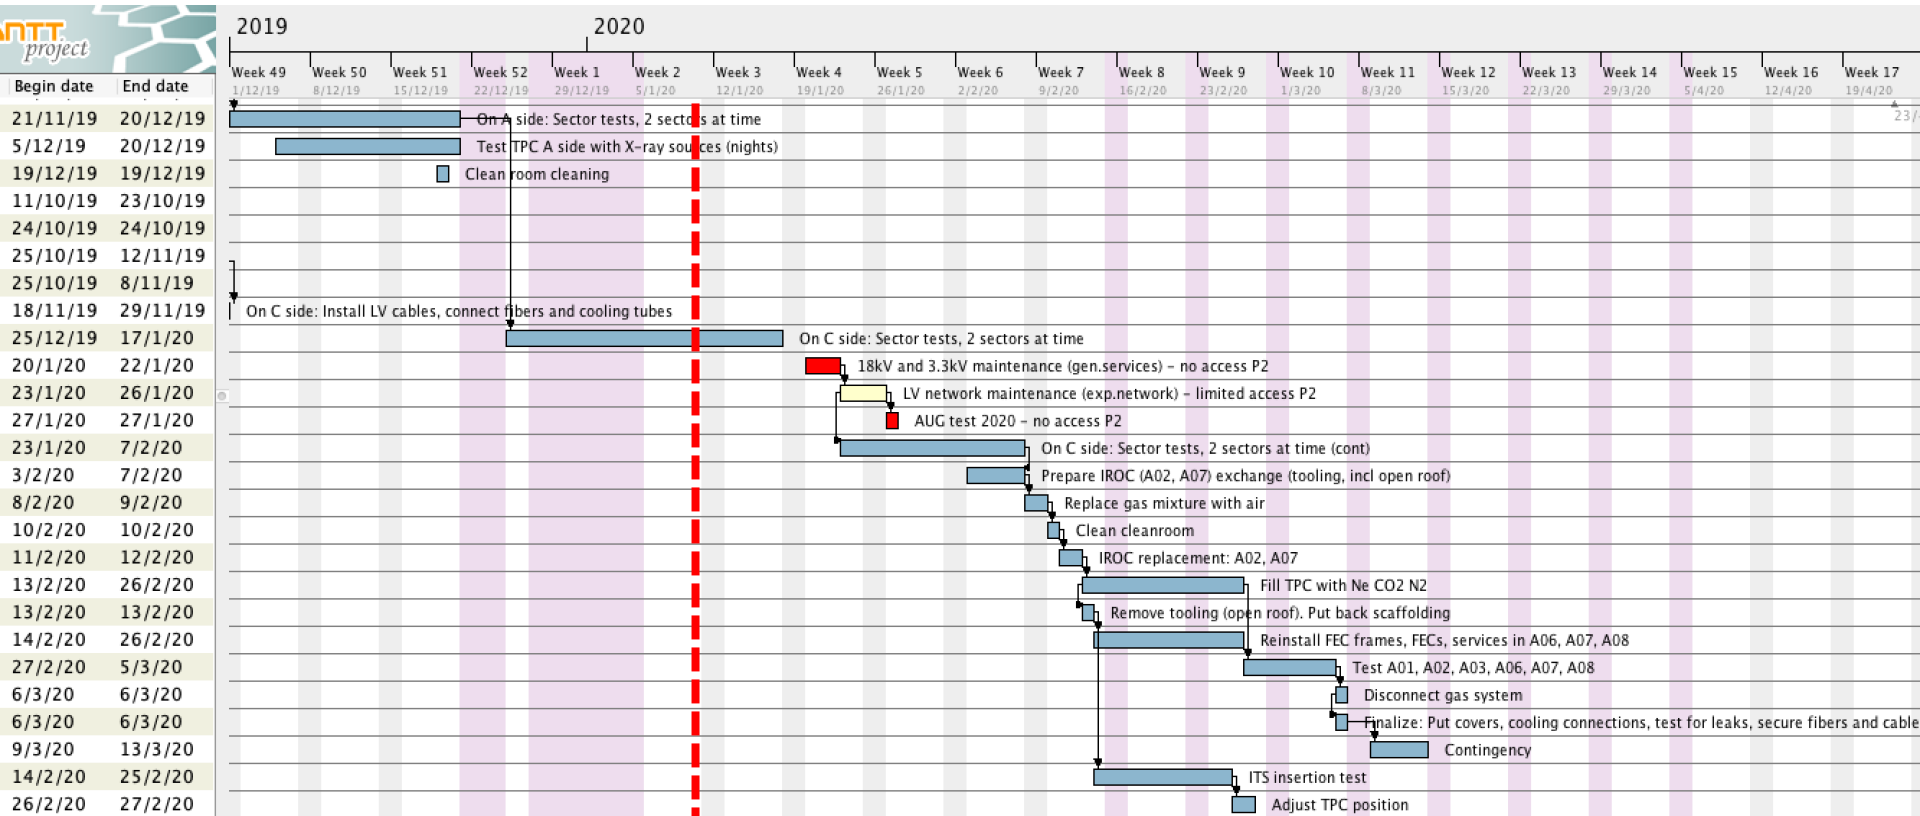 2019 2020
ANTT
project
Week 49 Week 50 Week 51 Week 52 Week 1 Week 2 Week 3 Week 4 Week 5 Week 6 Week 7 Week 8 Week 9 Week 10 Week 11 Week 12 Week 13 Week 14 Week 15 Week 16 Week 17
Begin date End date 1/12/19 8/12/19 15/12/19 22/12/19 29/12/19 5/1/20 12/1/20 19/1/20 26/1/20 2/2/20 9/2/20 16/2/20 23/2/20 1/3/20 8/3/20 15/3/20 22/3/20 29/3/20 5/4/20 12/4/20 19/4/20
21/11/19 20/12/19 On A side: Sector tests, 2 sectors at time 23/
5/12/19 20/12/19 Test TPC A side with X-ray sources (nights)
19/12/19 19/12/19 Clean room cleaning
11/10/19 23/10/19
24/10/19 24/10/19
25/10/19 12/11/19
25/10/19 8/11/19
18/11/19 29/11/19 On C side: Install LV cables, connect fibers and cooling tubes
25/12/19 17/1/20 On C side: Sector tests, 2 sectors at time
20/1/20 22/1/20 18kV and 3.3kV maintenance (gen.services) - no access P2
23/1/20 26/1/20 LV network maintenance (exp.network) - limited access P2
27/1/20 27/1/20 AUG test 2020 - no access P2
23/1/20 7/2/20 On C side: Sector tests, 2 sectors at time (cont)
3/2/20 7/2/20 Prepare IROC (A02, A07) exchange (tooling, incl open roof)
8/2/20 9/2/20 Replace gas mixture with air
10/2/20 10/2/20 Clean cleanroom
11/2/20 12/2/20 IROC replacement: A02, A07
13/2/20 26/2/20 Fill TPC with Ne CO2 N2
13/2/20 13/2/20 Remove tooling (open roof). Put back scaffolding
14/2/20 26/2/20 Reinstall FEC frames, FECs, services in A06, A07, A08
27/2/20 5/3/20 Test A01, A02, A03, A06, A07, A08
6/3/20 6/3/20 Disconnect gas system
6/3/20 6/3/20 Finalize: Put covers, cooling connections, test for leaks, secure fibers and cable
9/3/20 13/3/20 Contingency
14/2/20 25/2/20 ITS insertion test
26/2/20 27/2/20 Adjust TPC position